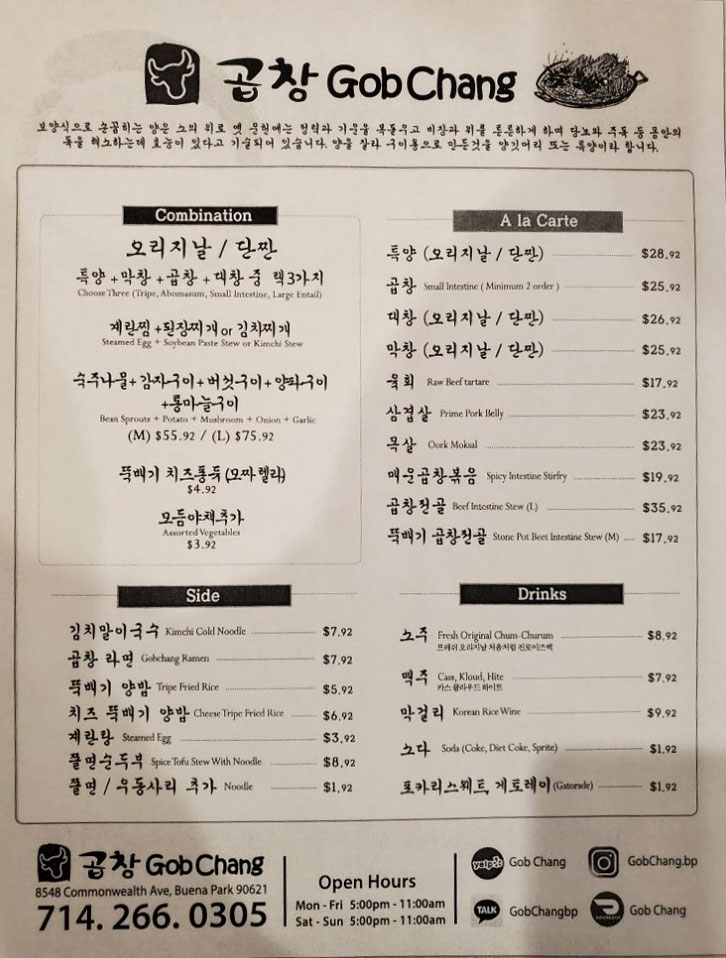 곱창 GobChang
보양식으로 손꼽히는 양은 소의 위로 옛 문헌에는 정력과 기운을 북돋우고 비장과 위를 튼튼하게 하며 당뇨와 주독 등 몸안의
독을 해소하는데 효능이 있다고 기술되어 있습니다. 양을 잘라 구이용으로 만든것을 양깃머리 또는 특양이라 합니다.
Combination
오리지날 / 단짠
특양 + 막창 + 곱창 + 대창 중 택3가지
Choose Three (Tripe, Abomasum, Small Intestine, Large Entail)
계란찜 + 된장찌개 or 김치찌개
Steamed Egg + Soybean Paste Stew or Kimchi Stew
숙주나물 + 감자구이 + 버섯구이 + 양파구이
+ 통마늘구이
Bean Sprouts + Potato + Mushroom + Onion + Garlic
(M) $55.92 / (L) $75.92
뚝배기 치즈퐁듀 (모짜렐라)
$4.92
모듬야채추가
Assorted Vegetables
$3.92
A la Carte
특양 (오리지날 / 단짠) $28.92
곱창 Small Intestine ( Minimum 2 order ) $25.92
대창 (오리지날 / 단짠) $26.92
막창 (오리지날 / 단짠) $25.92
육회 Raw Beef tartare $17.92
삼겹살 Prime Pork Belly $23.92
목살 Oork Moksal $23.92
매운곱창볶음 Spicy Intestine Stirfry $19.92
곱창전골 Beef Intestine Stew (L) $35.92
뚝배기 곱창전골 Stone Pot Beet Intestine Stew (M) $17.92
Side
김치말이국수 Kimchi Cold Noodle $7.92
곱창 라면 Gobchang Ramen $7.92
뚝배기 양밥 Tripe Fried Rice $5.92
치즈 뚝배기 양밥 Cheese Tripe Fried Rice $6.92
계란탕 Steamed Egg $3.92
쫄면순두부 Spice Tofu Stew With Noodle $8.92
쫄면 / 우동사리 추가 Noodle $1.92
Drinks
소주 Fresh Original Chum-Churum $8.92
프레쉬 오리지날 처음처럼 진로이즈백
맥주 Cass, Kloud, Hite $7.92
카스 클라우드 하이트
막걸리 Korean Rice Wine $9.92
소다 Soda (Coke, Diet Coke, Sprite) $1.92
포카리스웨트, 게토레이 (Gatorade) $1.92
곱창 GobChang
8548 Commonwealth Ave, Buena Park 90621
714. 266. 0305
Open Hours
Mon - Fri 5:00pm - 11:00am
Sat - Sun 5:00pm - 11:00am
yelp Gob Chang
GobChang.bp
TALK GobChangbp
DOORDASH Gob Chang